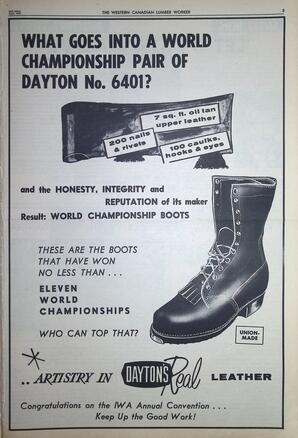 THE WESTERN CANADIAN LUMBER WORKER
WHAT GOES INTO A WORLD
CHAMPIONSHIP PAIR OF
DAYTON No. 6401?
7 sq. ft. oil tan
upper leather
200 nails
& rivets
100 caulks,
hooks & eyes
and the HONESTY, INTEGRITY and
REPUTATION of its maker
Result: WORLD CHAMPIONSHIP BOOTS
THESE ARE THE BOOTS
THAT HAVE WON
NO LESS THAN . . .
ELEVEN
WORLD
CHAMPIONSHIPS
WHO CAN TOP THAT?
UNION-
MADE
. . ARTISTRY IN DAYTON'S Real LEATHER
Congratulations on the IWA Annual Convention . . .
Keep Up the Good Work!